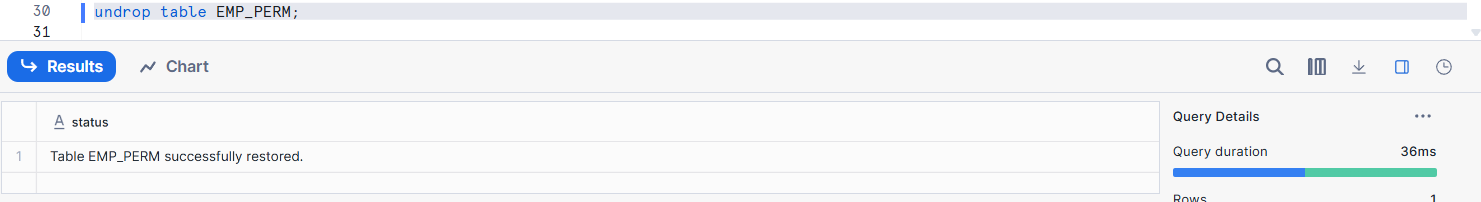 30 undrop table EMP_PERM;
31
Results Chart
A status
Query Details ...
1 Table EMP_PERM successfully restored.
Query duration 36ms
Rows 1